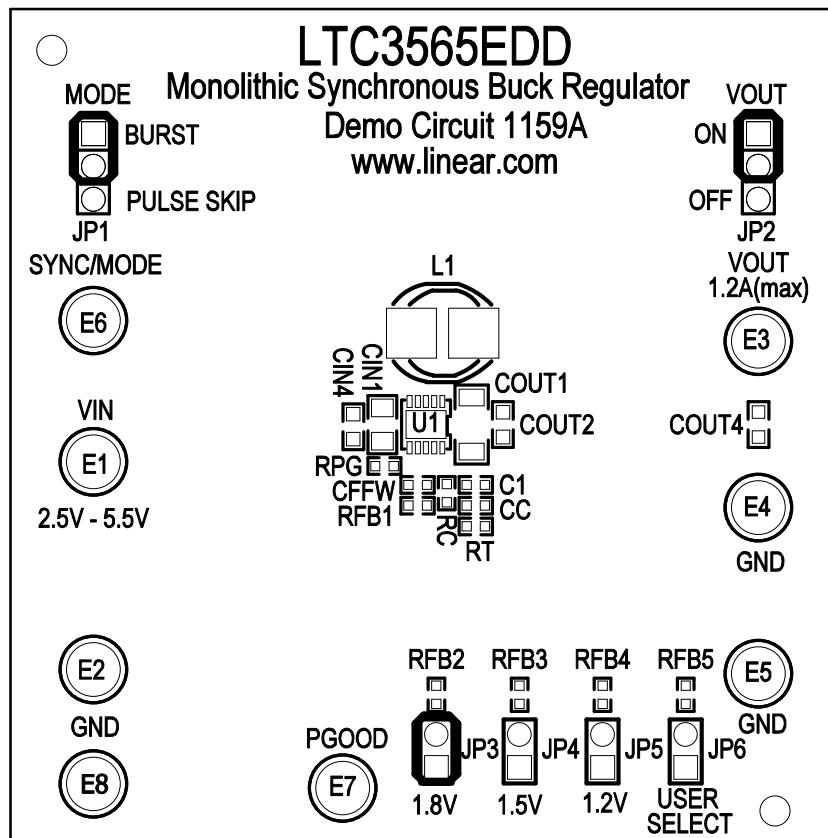 LTC3565EDD
Monolithic Synchronous Buck Regulator
Demo Circuit 1159A
www.linear.com
MODE
BURST
PULSE SKIP
JP1
SYNC/MODE
E6
VOUT
ON
OFF
JP2
VOUT
1.2A(max)
E3
L1
CIN4
CIN1
U1
COUT1
COUT2
COUT4
VIN
E1
2.5V - 5.5V
RPG
CFFW
RFB1
RC
C1
CC
RT
E4
GND
E2
GND
E8
PGOOD
E7
RFB2
JP3
1.8V
RFB3
JP4
1.5V
RFB4
JP5
1.2V
RFB5
JP6
USER
SELECT
E5
GND